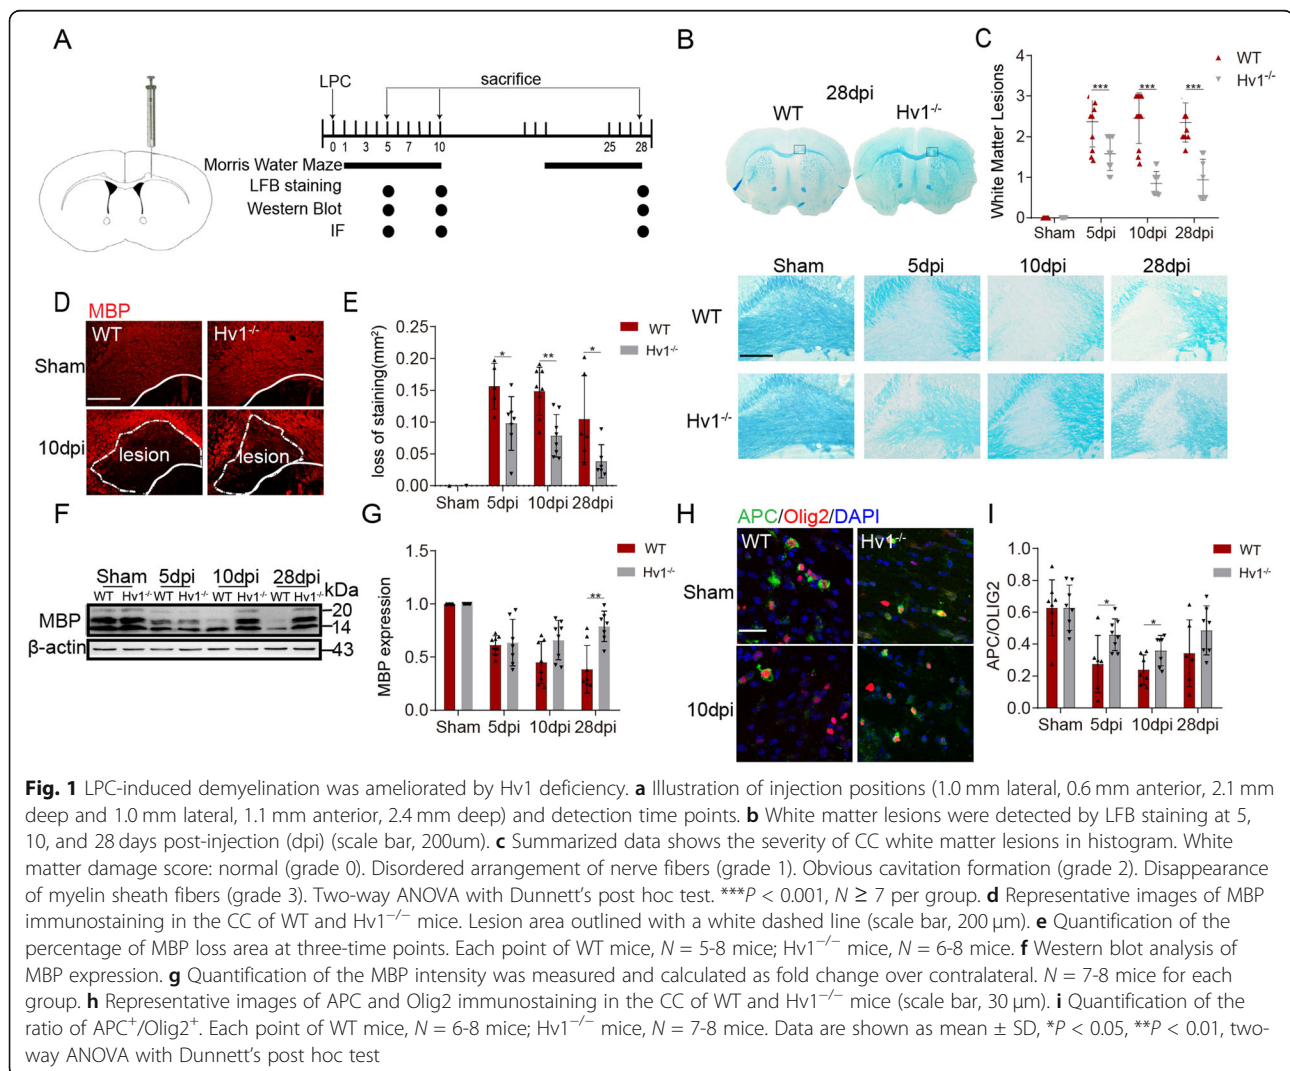 A
LPC
sacrifice
0 1 3 5 7 10 25 28
Morris Water Maze
LFB staining
Western Blot
IF
B
28dpi
WT Hv1-/-
Sham 5dpi 10dpi 28dpi
WT
Hv1-/-
C
WT
Hv1-/-
White Matter Lesions
4
3
2
1
0
*** *** ***
Sham 5dpi 10dpi 28dpi
D
MBP
WT Hv1-/-
Sham
10dpi
lesion lesion
E
WT
Hv1-/-
loss of staining(mm²)
0.25
0.20
0.15
0.10
0.05
0.00
* ** *
Sham 5dpi 10dpi 28dpi
F
Sham 5dpi 10dpi 28dpi
WT Hv1-/- WT Hv1-/- WT Hv1-/- WT Hv1-/-
kDa
MBP
20
14
β-actin
43
G
WT
Hv1-/-
MBP expression
1.5
1.0
0.5
0.0
**
Sham 5dpi 10dpi 28dpi
H
APC/Olig2/DAPI
WT Hv1-/-
Sham
10dpi
I
WT
Hv1-/-
APC/OLIG2
1.0
0.8
0.6
0.4
0.2
0.0
* *
Sham 5dpi 10dpi 28dpi
Fig. 1 LPC-induced demyelination was ameliorated by Hv1 deficiency. a Illustration of injection positions (1.0 mm lateral, 0.6 mm anterior, 2.1 mm
deep and 1.0 mm lateral, 1.1 mm anterior, 2.4 mm deep) and detection time points. b White matter lesions were detected by LFB staining at 5,
10, and 28 days post-injection (dpi) (scale bar, 200um). c Summarized data shows the severity of CC white matter lesions in histogram. White
matter damage score: normal (grade 0). Disordered arrangement of nerve fibers (grade 1). Obvious cavitation formation (grade 2). Disappearance
of myelin sheath fibers (grade 3). Two-way ANOVA with Dunnett's post hoc test. ***P < 0.001, N ≥ 7 per group. d Representative images of MBP
immunostaining in the CC of WT and Hv1−/− mice. Lesion area outlined with a white dashed line (scale bar, 200 μm). e Quantification of the
percentage of MBP loss area at three-time points. Each point of WT mice, N = 5-8 mice; Hv1−/− mice, N = 6-8 mice. f Western blot analysis of
MBP expression. g Quantification of the MBP intensity was measured and calculated as fold change over contralateral. N = 7-8 mice for each
group. h Representative images of APC and Olig2 immunostaining in the CC of WT and Hv1−/− mice (scale bar, 30 μm). i Quantification of the
ratio of APC+/Olig2+. Each point of WT mice, N = 6-8 mice; Hv1−/− mice, N = 7-8 mice. Data are shown as mean ± SD, *P < 0.05, **P < 0.01, two-
way ANOVA with Dunnett's post hoc test